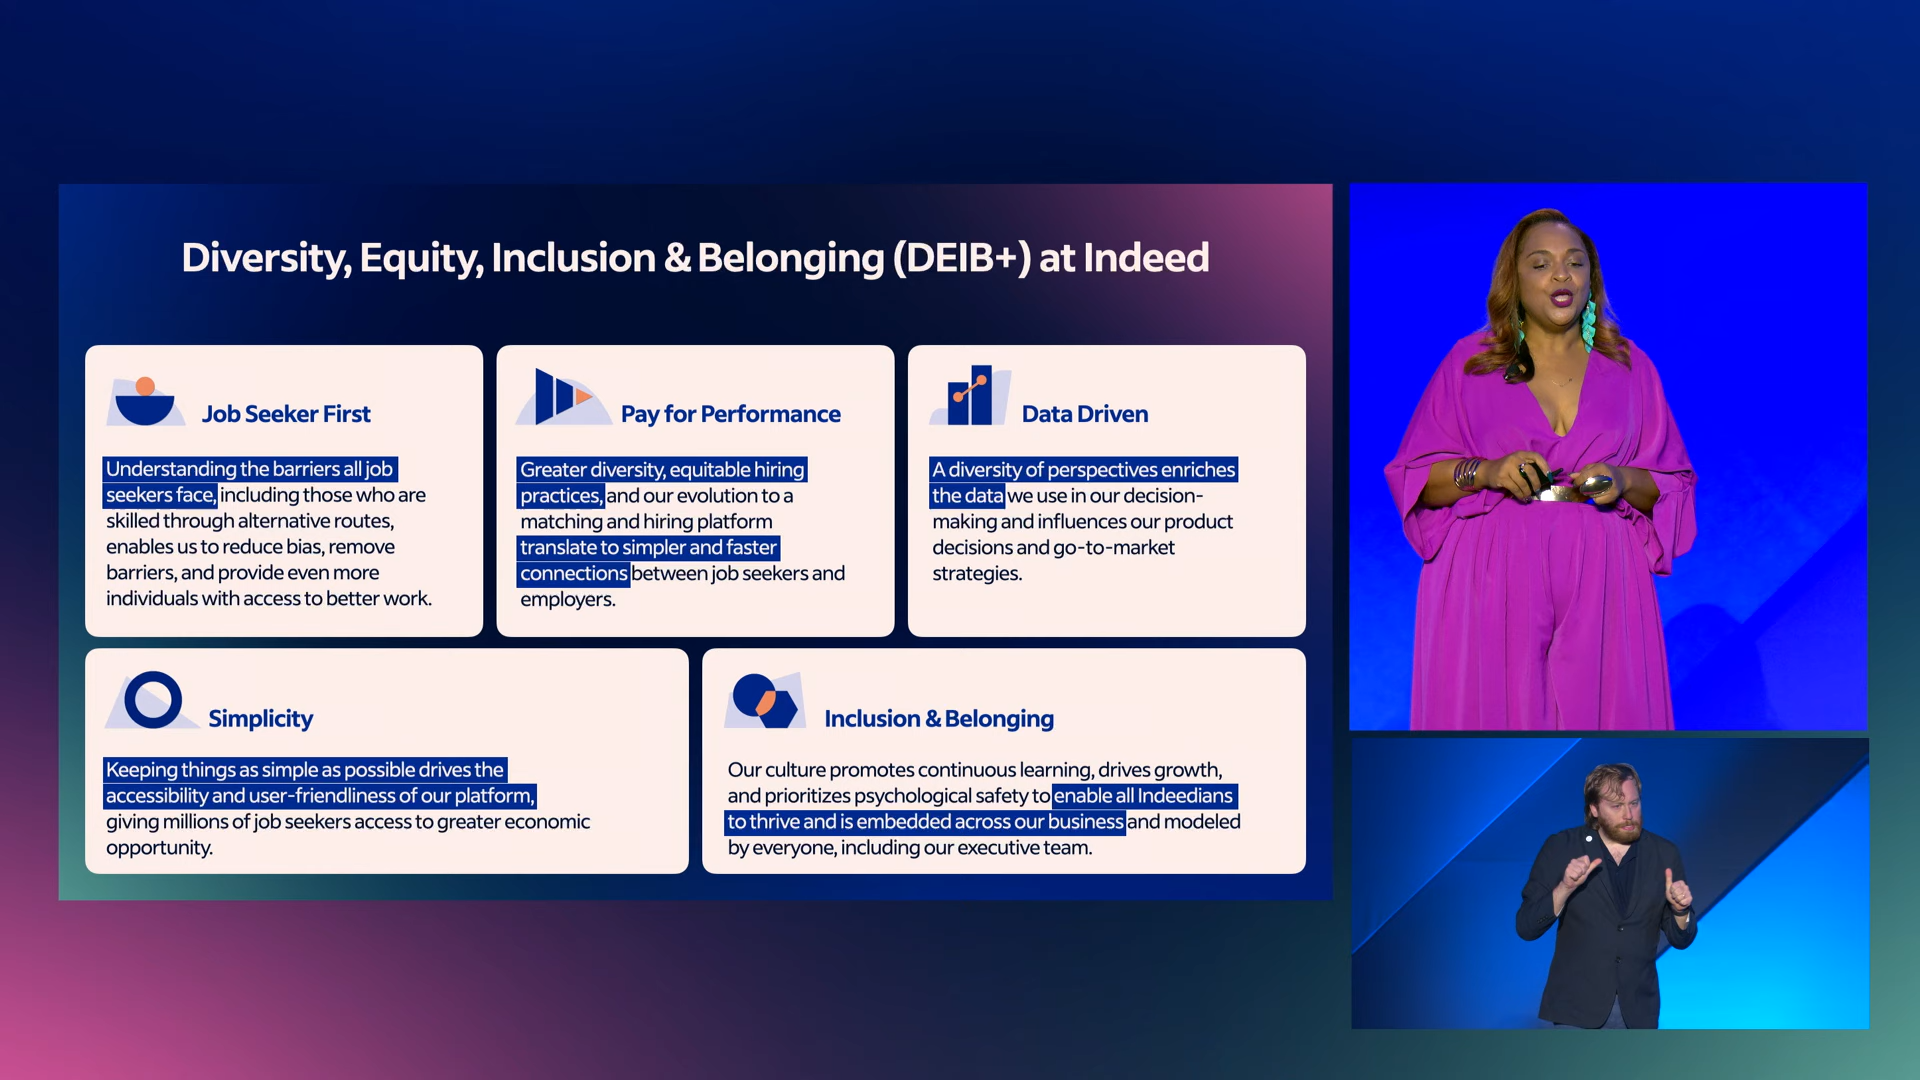 Diversity, Equity, Inclusion & Belonging (DEIB+) at Indeed
Job Seeker First
Understanding the barriers all job
seekers face, including those who are
skilled through alternative routes,
enables us to reduce bias, remove
barriers, and provide even more
individuals with access to better work.
Pay for Performance
Greater diversity, equitable hiring
practices, and our evolution to a
matching and hiring platform
translate to simpler and faster
connections between job seekers and
employers.
Data Driven
A diversity of perspectives enriches
the data we use in our decision-
making and influences our product
decisions and go-to-market
strategies.
Simplicity
Keeping things as simple as possible drives the
accessibility and user-friendliness of our platform,
giving millions of job seekers access to greater economic
opportunity.
Inclusion & Belonging
Our culture promotes continuous learning, drives growth,
and prioritizes psychological safety to enable all Indeedians
to thrive and is embedded across our business and modeled
by everyone, including our executive team.